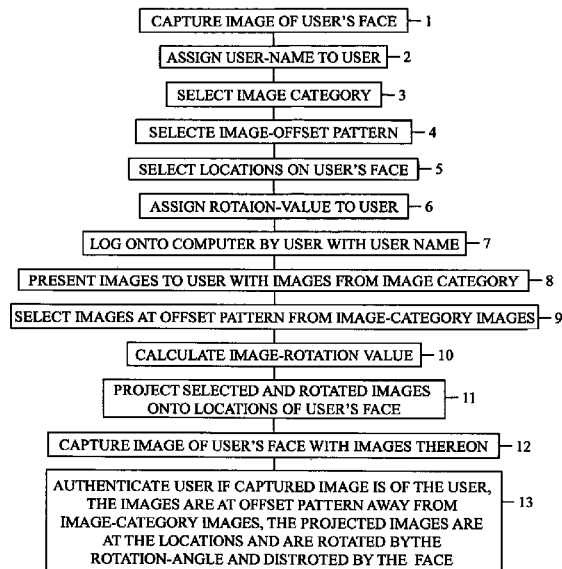 CAPTURE IMAGE OF USER'S FACE 1
ASSIGN USER-NAME TO USER 2
SELECT IMAGE CATEGORY 3
SELECTE IMAGE-OFFSET PATTERN 4
SELECT LOCATIONS ON USER'S FACE 5
ASSIGN ROTAION-VALUE TO USER 6
LOG ONTO COMPUTER BY USER WITH USER NAME 7
PRESENT IMAGES TO USER WITH IMAGES FROM IMAGE CATEGORY 8
SELECT IMAGES AT OFFSET PATTERN FROM IMAGE-CATEGORY IMAGES 9
CALCULATE IMAGE-ROTATION VALUE 10
PROJECT SELECTED AND ROTATED IMAGES
ONTO LOCATIONS OF USER'S FACE 11
CAPTURE IMAGE OF USER'S FACE WITH IMAGES THEREON 12
AUTHENTICATE USER IF CAPTURED IMAGE IS OF THE USER,
THE IMAGES ARE AT OFFSET PATTERN AWAY FROM 13
IMAGE-CATEGORY IMAGES, THE PROJECTED IMAGES ARE
AT THE LOCATIONS AND ARE ROTATED BYTHE
ROTATION-ANGLE AND DISTROTED BY THE FACE